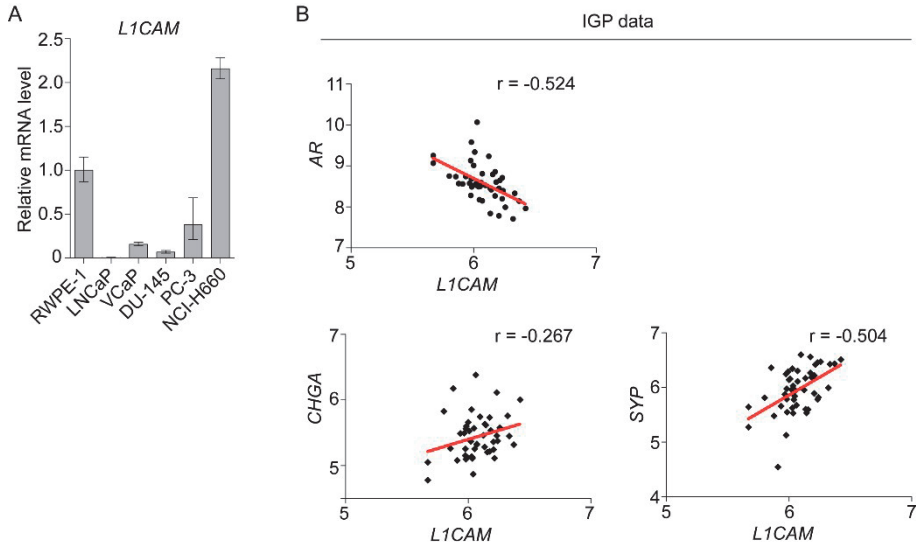 A
L1CAM
Relative mRNA level
2.5
2.0
1.5
1.0
0.5
0
RWPE-1
LNCaP
VCaP
DU-145
PC-3
NCI-H660
B
IGP data
r = -0.524
AR
11
10
9
8
7
5
6
7
L1CAM
r = -0.267
CHGA
7
6
5
5
6
7
L1CAM
r = -0.504
SYP
7
6
5
4
5
6
7
L1CAM